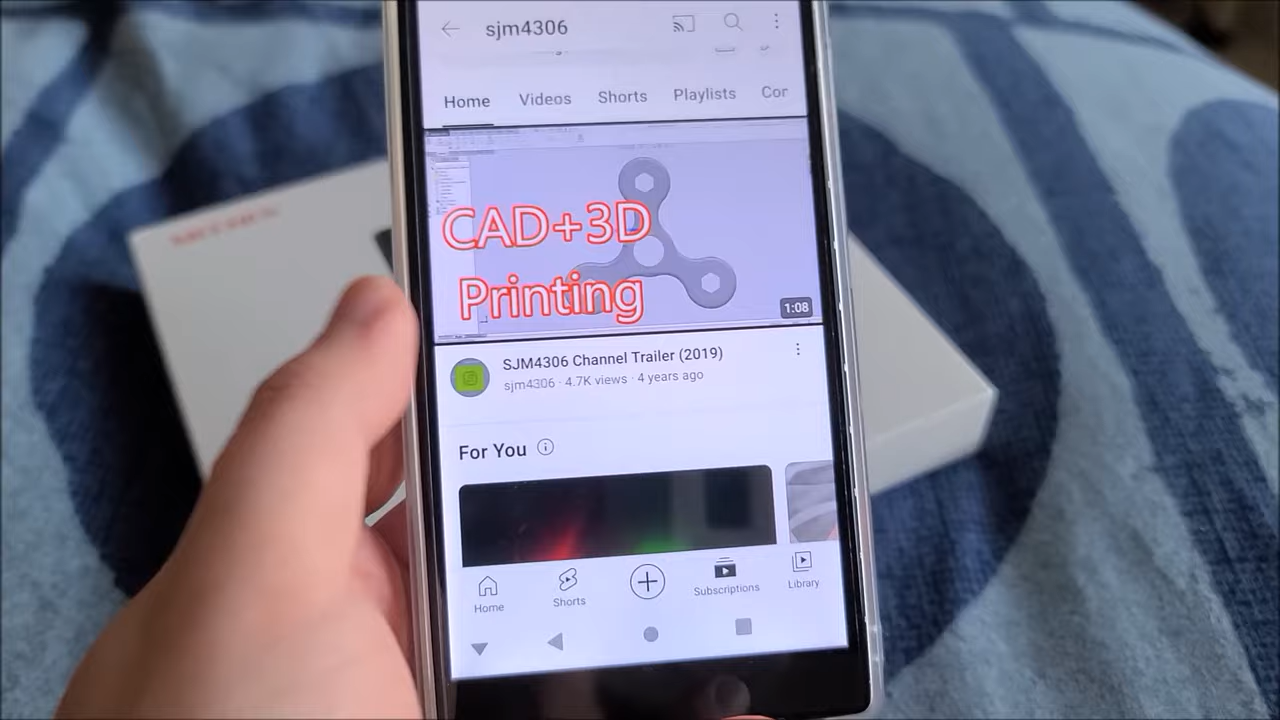 sjm4306
Home Videos Shorts Playlists Cor
CAD+3D
Printing
1:08
SJM4306 Channel Trailer (2019)
sjm4306 · 4.7K views · 4 years ago
For You
Home Shorts Subscriptions Library